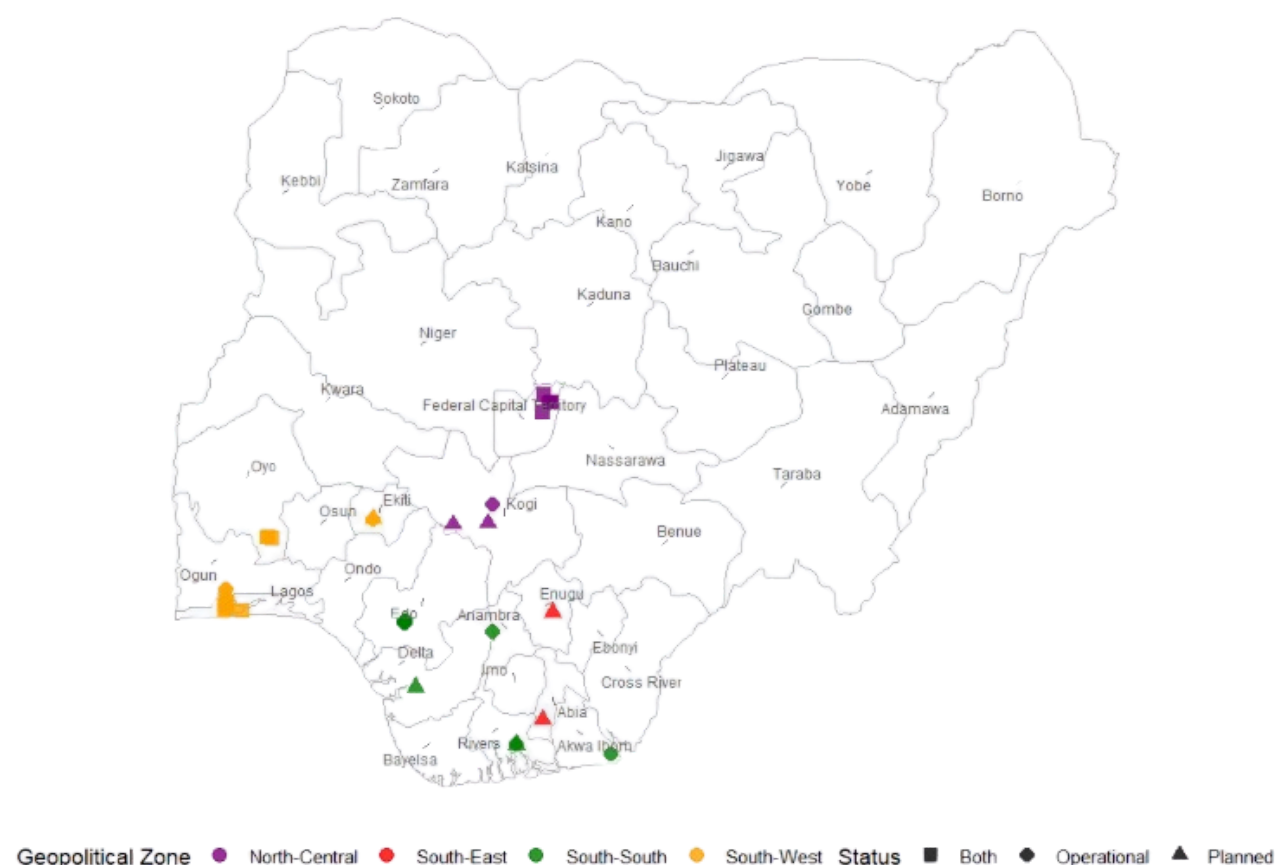 Sokoto
Katsina
Jigawa
Kebbi
Zamfara
Yobe
Borno
Kano
Bauchi
Kaduna
Gombe
Niger
Plateau
Kwara
Federal Capital Territory
Adamawa
Oyo
Nassarawa
Taraba
Ekiti
Osun
Kogi
Benue
Ondo
Ogun
Lagos
Enugu
Edo
Anambra
Ebonyi
Delta
Imo
Cross River
Abia
Rivers
Akwa Ibom
Bayelsa
Geopolitical Zone North-Central South-East South-South South-West Status Both Operational Planned